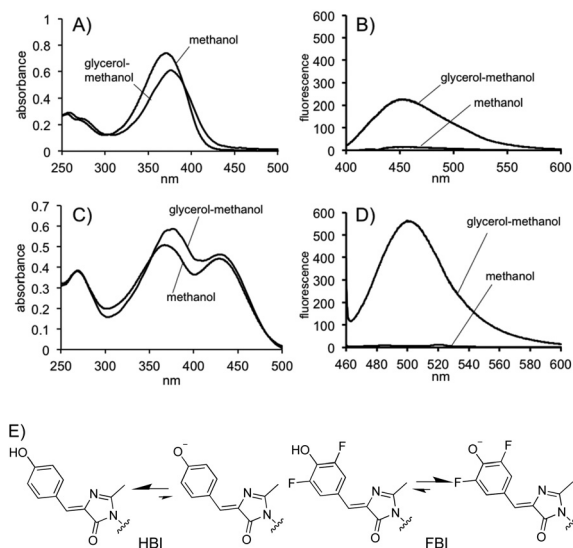 A)
absorbance
1
0.8
0.6
0.4
0.2
0
methanol
glycerol-
methanol
250 300 350 400 450 500
nm
B)
fluorescence
600
500
400
300
200
100
0
glycerol-methanol
methanol
400 450 500 550 600
nm
C)
absorbance
0.7
0.6
0.5
0.4
0.3
0.2
0.1
0
glycerol-methanol
methanol
250 300 350 400 450 500
nm
D)
fluorescence
600
500
400
300
200
100
0
glycerol-methanol
methanol
460 480 500 520 540 560 580 600
nm
E)
HO
N
N
O
HBI
O−
N
N
O
HO
F
F
N
N
O
FBI
O−
F
F
N
N
O